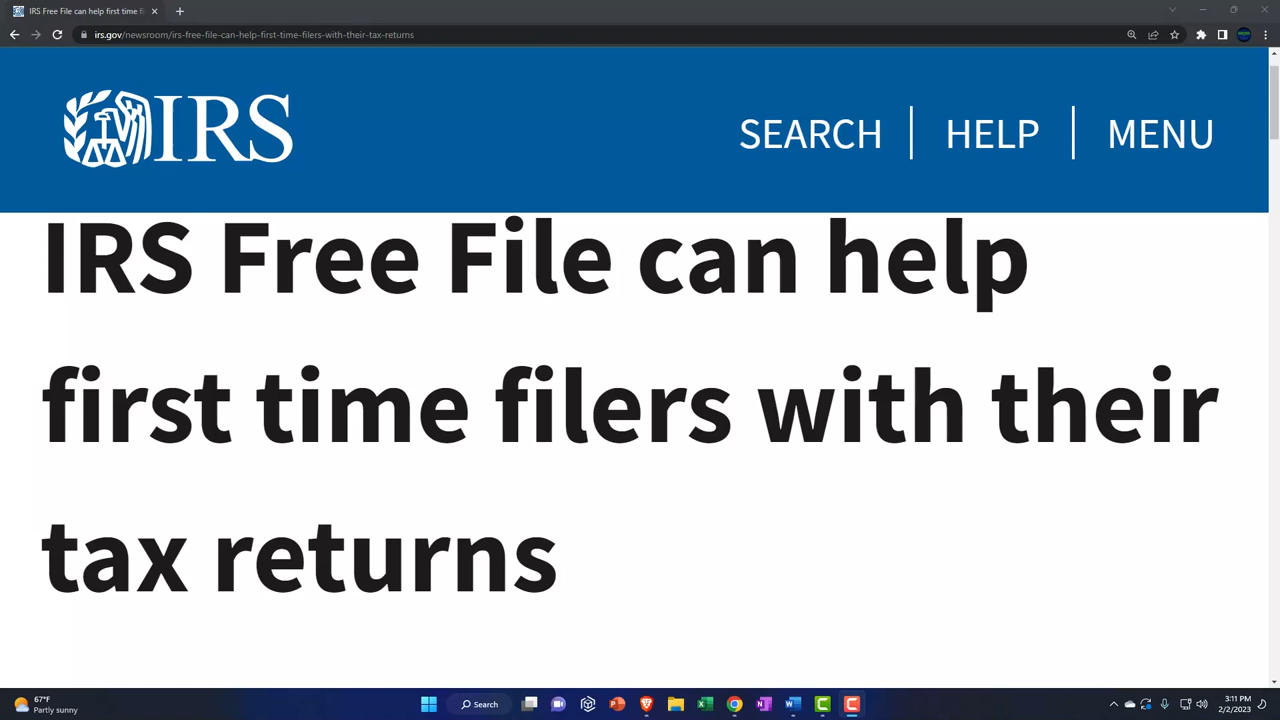 IRS Free File can help first time f
irs.gov/newsroom/irs-free-file-can-help-first-time-filers-with-their-tax-returns
IRS
SEARCH
HELP
MENU
IRS Free File can help
first time filers with their
tax returns
67°F
Partly sunny
Search
3:11 PM
2/2/2023